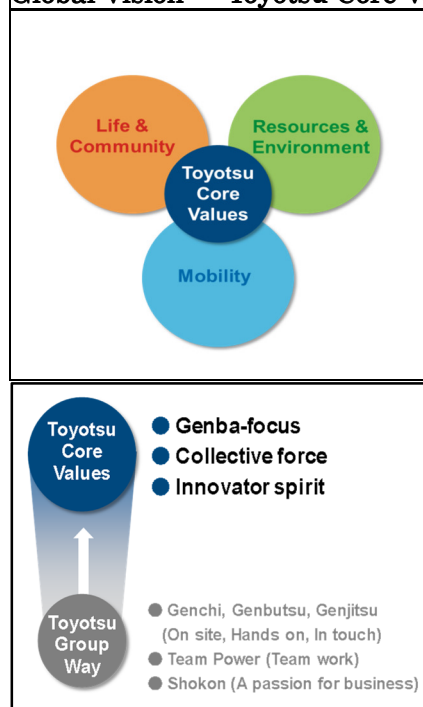 Global Vision
Toyotsu Core V
Life &
Community
Resources &
Environment
Toyotsu
Core
Values
Mobility
Toyotsu
Core
Values
● Genba-focus
● Collective force
● Innovator spirit
Toyotsu
Group
Way
● Genchi, Genbutsu, Genjitsu
(On site, Hands on, In touch)
● Team Power (Team work)
● Shokon (A passion for business)